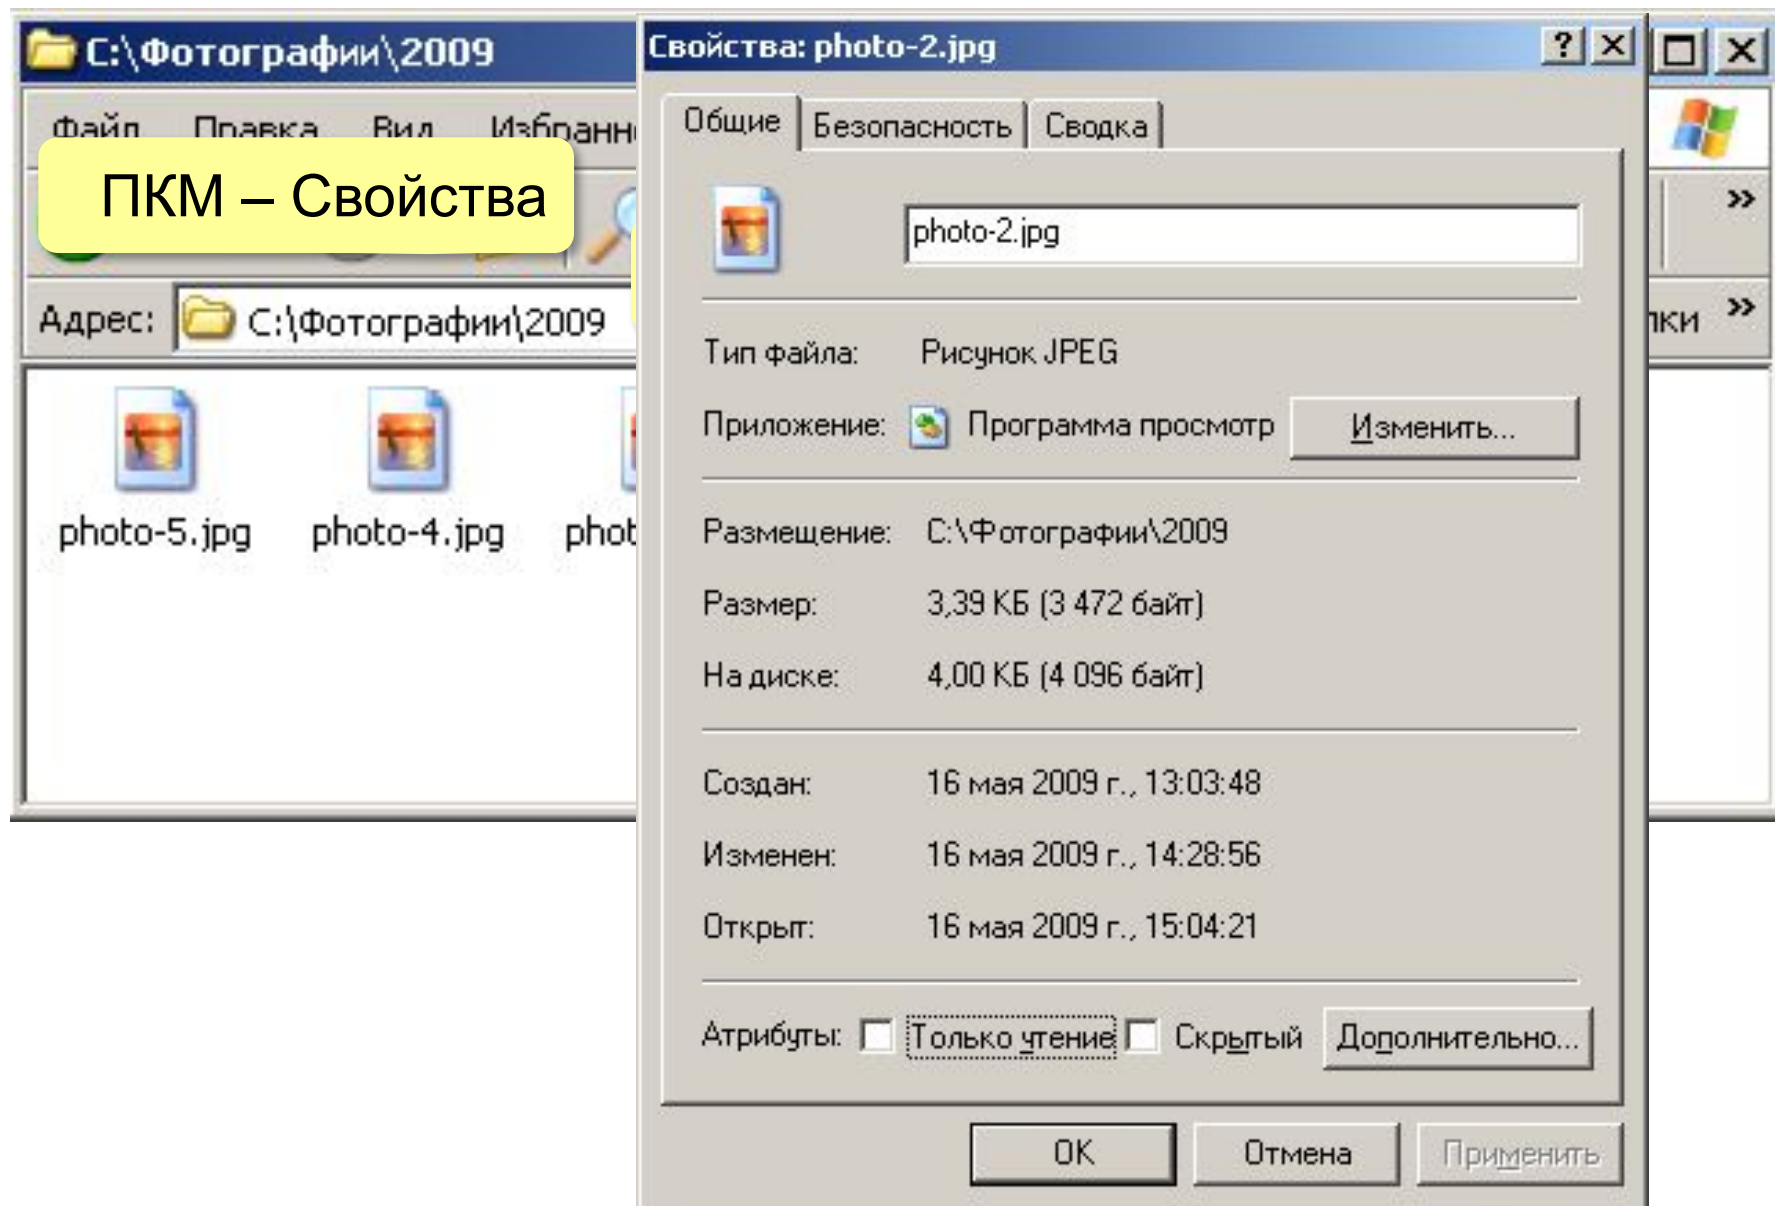 C:\Фотографии\2009
Файл Правка Вид Избранн
ПКМ – Свойства
Адрес: C:\Фотографии\2009
photo-5.jpg photo-4.jpg phot
Свойства: photo-2.jpg
Общие Безопасность Сводка
photo-2.jpg
Тип файла: Рисунок JPEG
Приложение: Программа просмотр Изменить...
Размещение: C:\Фотографии\2009
Размер: 3,39 КБ (3 472 байт)
На диске: 4,00 КБ (4 096 байт)
Создан: 16 мая 2009 г., 13:03:48
Изменен: 16 мая 2009 г., 14:28:56
Открыт: 16 мая 2009 г., 15:04:21
Атрибуты: Только чтение Скрытый Дополнительно...
ОК Отмена Применить
»
лки »